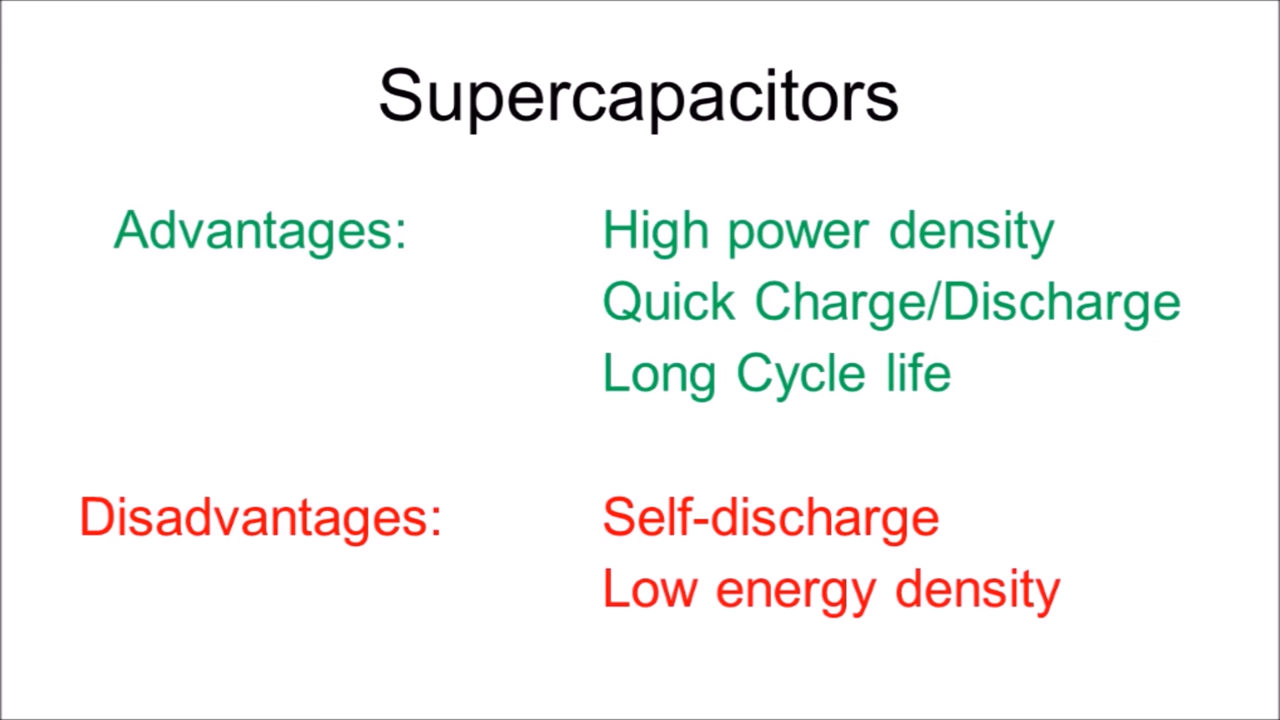 Supercapacitors
Advantages: High power density
Quick Charge/Discharge
Long Cycle life
Disadvantages: Self-discharge
Low energy density